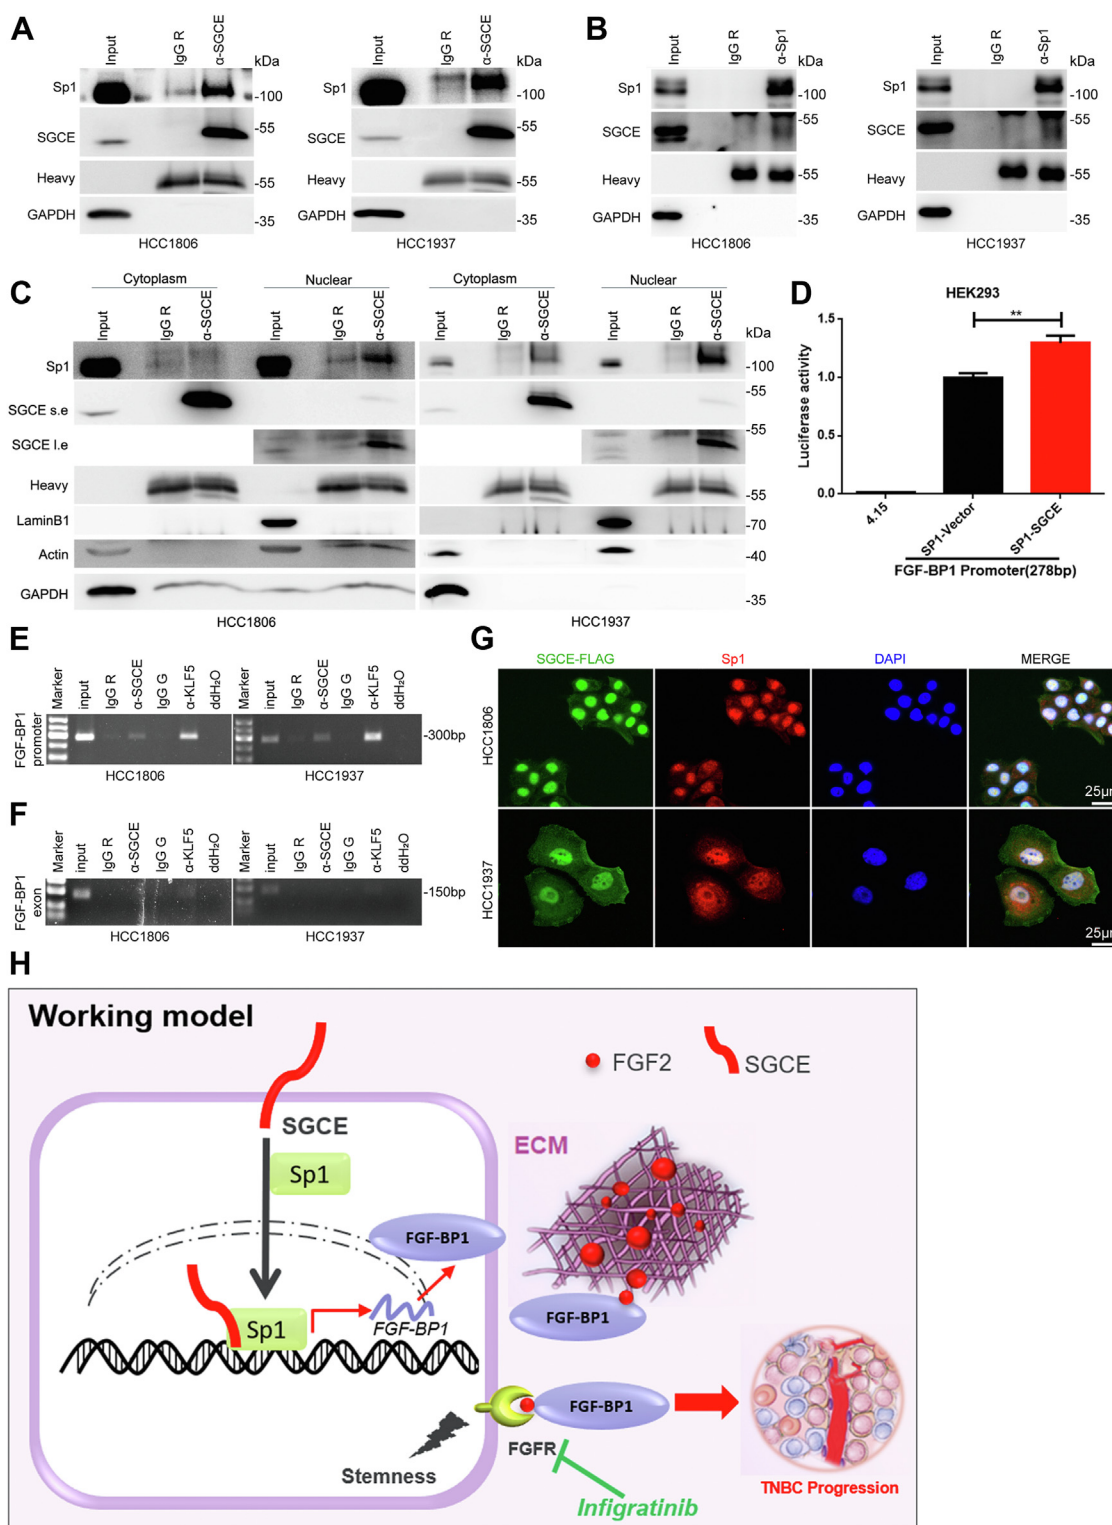 A
Input
IgG R
α-SGCE
kDa
Sp1
-100
SGCE
-55
Heavy
-55
GAPDH
-35
HCC1806
Input
IgG R
α-SGCE
kDa
Sp1
-100
SGCE
-55
Heavy
-55
GAPDH
-35
HCC1937
B
Input
IgG R
α-Sp1
kDa
Sp1
-100
SGCE
-55
Heavy
-55
GAPDH
-35
HCC1806
Input
IgG R
α-Sp1
kDa
Sp1
-100
SGCE
-55
Heavy
-55
GAPDH
-35
HCC1937
C
Cytoplasm
Nuclear
Cytoplasm
Nuclear
Input
IgG R
α-SGCE
Input
IgG R
α-SGCE
Input
IgG R
α-SGCE
Input
IgG R
α-SGCE
kDa
Sp1
-100
SGCE s.e
-55
SGCE l.e
-55
Heavy
-55
LaminB1
-70
Actin
-40
GAPDH
-35
HCC1806
HCC1937
D
HEK293
**
Luciferase activity
1.5
1.0
0.5
0.0
4.15
SP1-Vector
SP1-SGCE
FGF-BP1 Promoter(278bp)
E
Marker
input
IgG R
α-SGCE
IgG G
α-KLF5
ddH₂O
Marker
input
IgG R
α-SGCE
IgG G
α-KLF5
ddH₂O
FGF-BP1
promoter
-300bp
HCC1806
HCC1937
F
Marker
input
IgG R
α-SGCE
IgG G
α-KLF5
ddH₂O
Marker
input
IgG R
α-SGCE
IgG G
α-KLF5
ddH₂O
FGF-BP1
exon
-150bp
HCC1806
HCC1937
G
SGCE-FLAG
Sp1
DAPI
MERGE
HCC1806
25μm
HCC1937
25μm
H
Working model
FGF2
SGCE
SGCE
Sp1
ECM
FGF-BP1
Sp1
FGF-BP1
FGF-BP1
FGF-BP1
FGFR
Stemness
Infigratinib
TNBC Progression